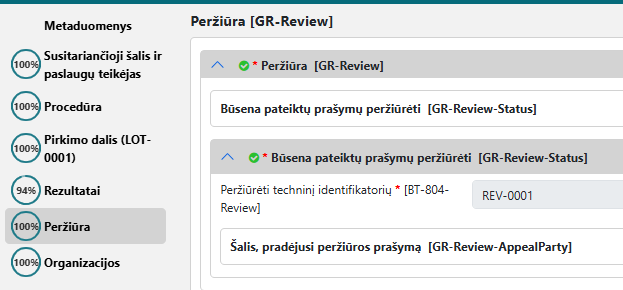 Metaduomenys
100% Susitariančioji šalis ir
paslaugų teikėjas
100% Procedūra
100% Pirkimo dalis (LOT-
0001)
94% Rezultatai
100% Peržiūra
100% Organizacijos
Peržiūra [GR-Review]
* Peržiūra [GR-Review]
Būsena pateiktų prašymų peržiūrėti [GR-Review-Status]
* Būsena pateiktų prašymų peržiūrėti [GR-Review-Status]
Peržiūrėti techninį identifikatorių * [BT-804-
Review]
REV-0001
Šalis, pradėjusi peržiūros prašymą [GR-Review-AppealParty]